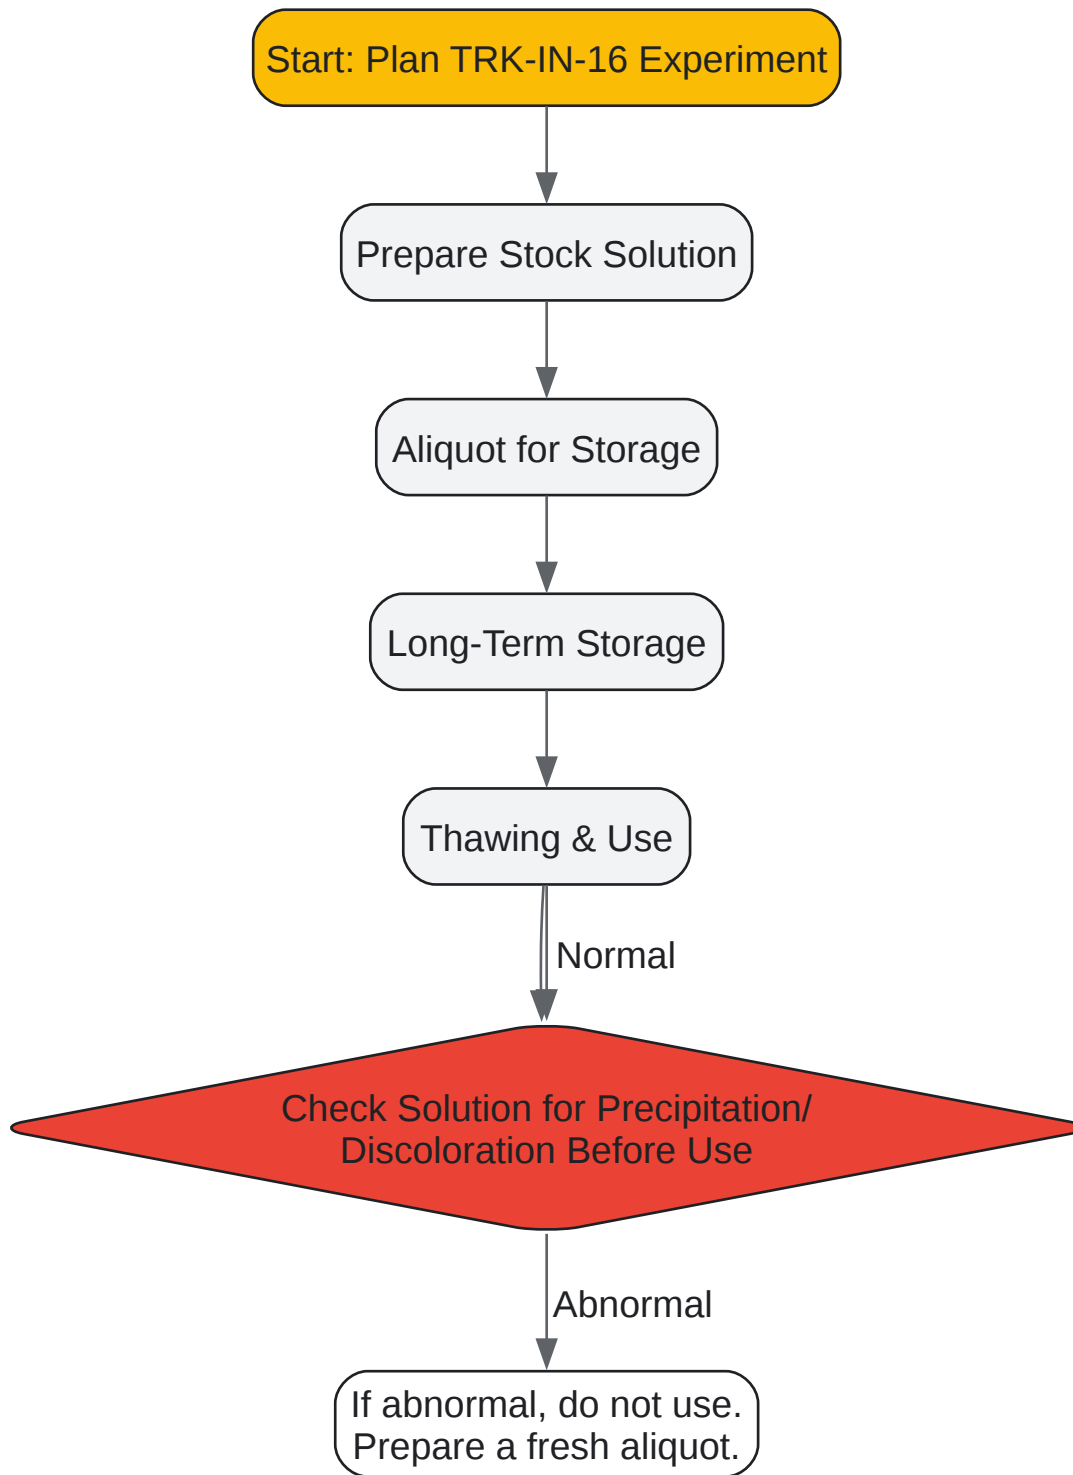 Start: Plan TRK-IN-16 Experiment
Prepare Stock Solution
Aliquot for Storage
Long-Term Storage
Thawing & Use
Normal
Check Solution for Precipitation/
Discoloration Before Use
Abnormal
If abnormal, do not use.
Prepare a fresh aliquot.